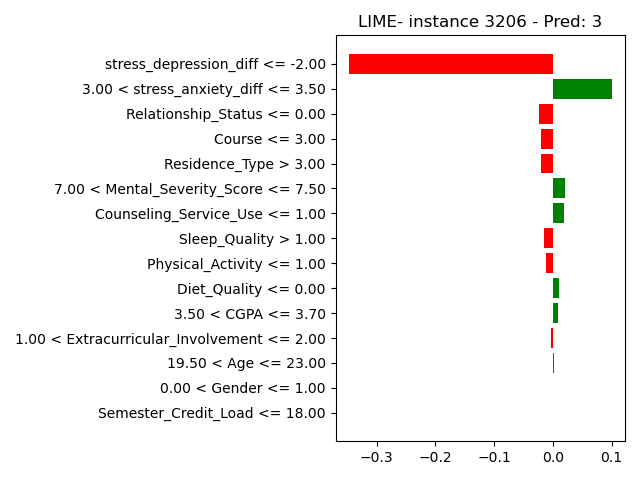 LIME- instance 3206 - Pred: 3
stress_depression_diff <= -2.00
3.00 < stress_anxiety_diff <= 3.50
Relationship_Status <= 0.00
Course <= 3.00
Residence_Type > 3.00
7.00 < Mental_Severity_Score <= 7.50
Counseling_Service_Use <= 1.00
Sleep_Quality > 1.00
Physical_Activity <= 1.00
Diet_Quality <= 0.00
3.50 < CGPA <= 3.70
1.00 < Extracurricular_Involvement <= 2.00
19.50 < Age <= 23.00
0.00 < Gender <= 1.00
Semester_Credit_Load <= 18.00
−0.3 −0.2 −0.1 0.0 0.1